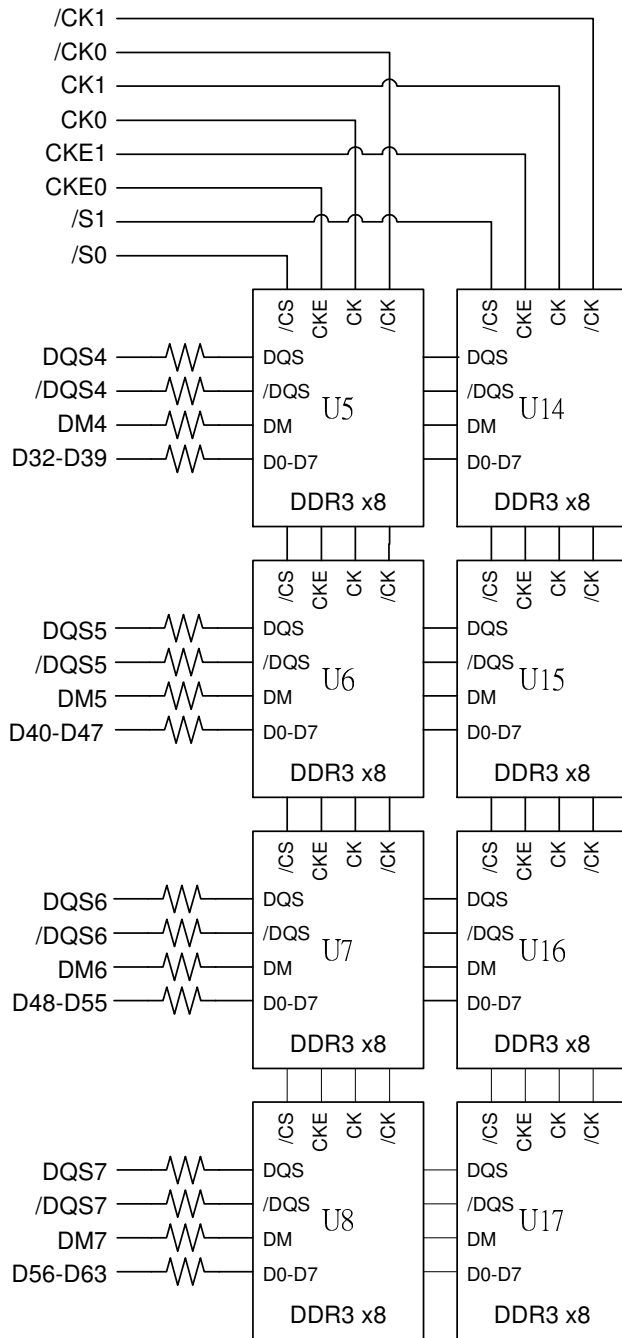 /CK1
/CK0
CK1
CK0
CKE1
CKE0
/S1
/S0
/CS CKE CK /CK /CS CKE CK /CK
DQS4 DQS DQS
/DQS4 /DQS /DQS
U5 U14
DM4 DM DM
D32-D39 D0-D7 D0-D7
DDR3 x8 DDR3 x8
/CS CKE CK /CK /CS CKE CK /CK
DQS5 DQS DQS
/DQS5 /DQS /DQS
U6 U15
DM5 DM DM
D40-D47 D0-D7 D0-D7
DDR3 x8 DDR3 x8
/CS CKE CK /CK /CS CKE CK /CK
DQS6 DQS DQS
/DQS6 /DQS /DQS
U7 U16
DM6 DM DM
D48-D55 D0-D7 D0-D7
DDR3 x8 DDR3 x8
/CS CKE CK /CK /CS CKE CK /CK
DQS7 DQS DQS
/DQS7 /DQS /DQS
U8 U17
DM7 DM DM
D56-D63 D0-D7 D0-D7
DDR3 x8 DDR3 x8